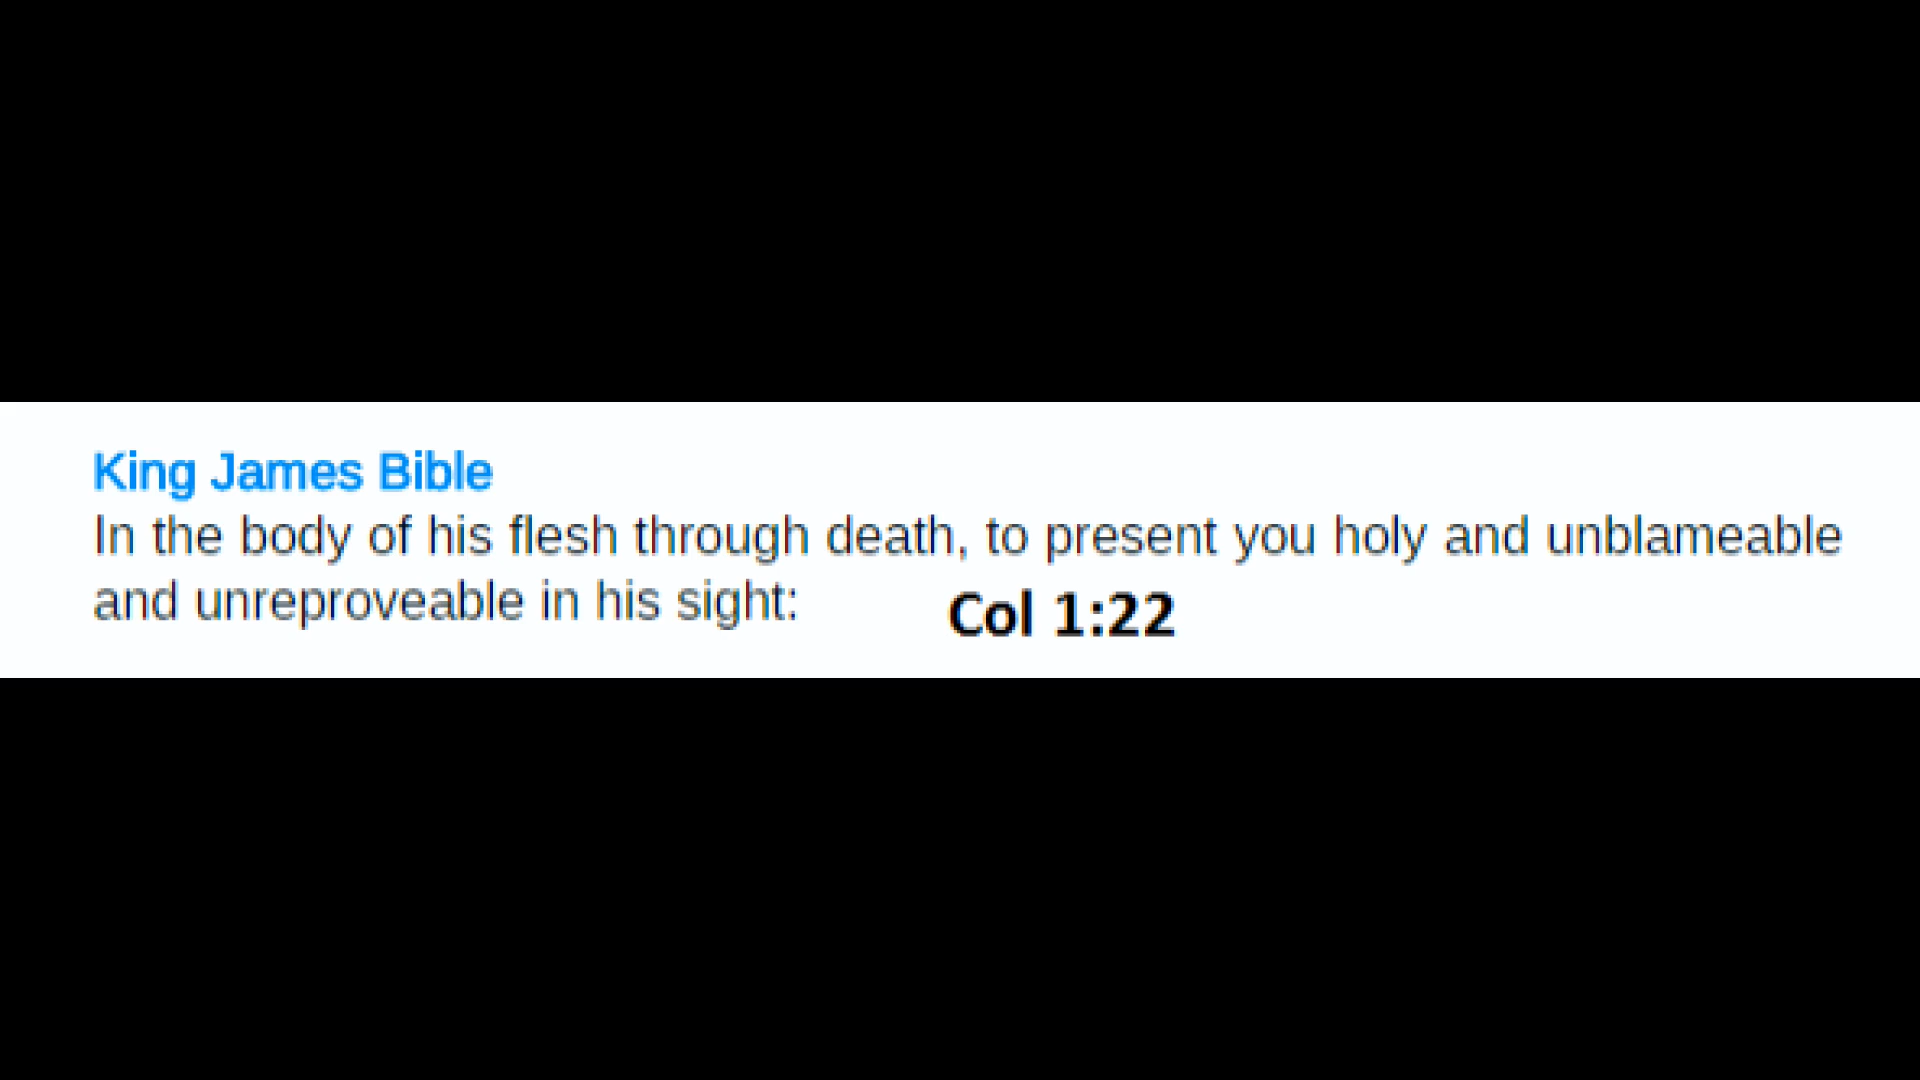 King James Bible
In the body of his flesh through death, to present you holy and unblameable
and unreproveable in his sight:
Col 1:22